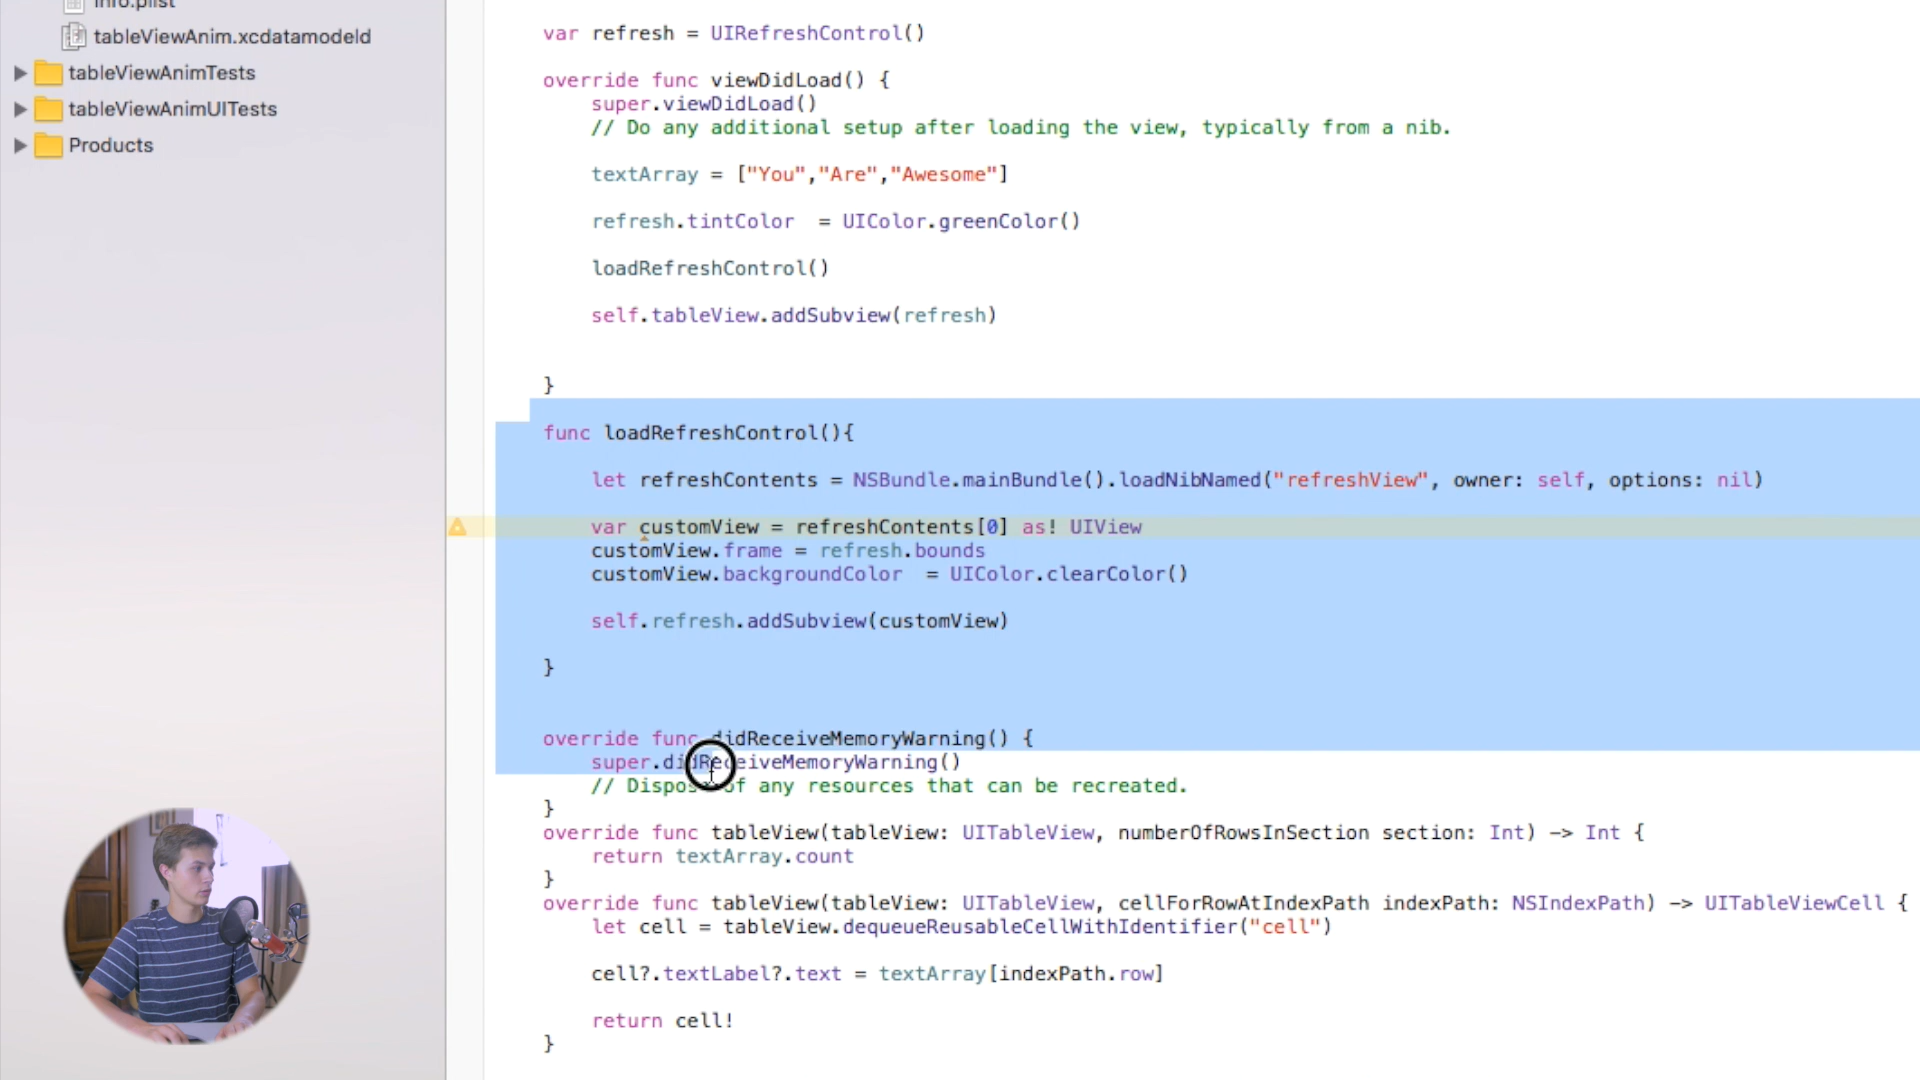 info.plist
tableViewAnim.xcdatamodeld
tableViewAnimTests
tableViewAnimUITests
Products
var refresh = UIRefreshControl()
override func viewDidLoad() {
super.viewDidLoad()
// Do any additional setup after loading the view, typically from a nib.
textArray = ["You","Are","Awesome"]
refresh.tintColor  = UIColor.greenColor()
loadRefreshControl()
self.tableView.addSubview(refresh)
}
func loadRefreshControl(){
let refreshContents = NSBundle.mainBundle().loadNibNamed("refreshView", owner: self, options: nil)
var customView = refreshContents[0] as! UIView
customView.frame = refresh.bounds
customView.backgroundColor  = UIColor.clearColor()
self.refresh.addSubview(customView)
}
override func didReceiveMemoryWarning() {
super.didReceiveMemoryWarning()
// Dispose of any resources that can be recreated.
}
override func tableView(tableView: UITableView, numberOfRowsInSection section: Int) -> Int {
return textArray.count
}
override func tableView(tableView: UITableView, cellForRowAtIndexPath indexPath: NSIndexPath) -> UITableViewCell {
let cell = tableView.dequeueReusableCellWithIdentifier("cell")
cell?.textLabel?.text = textArray[indexPath.row]
return cell!
}